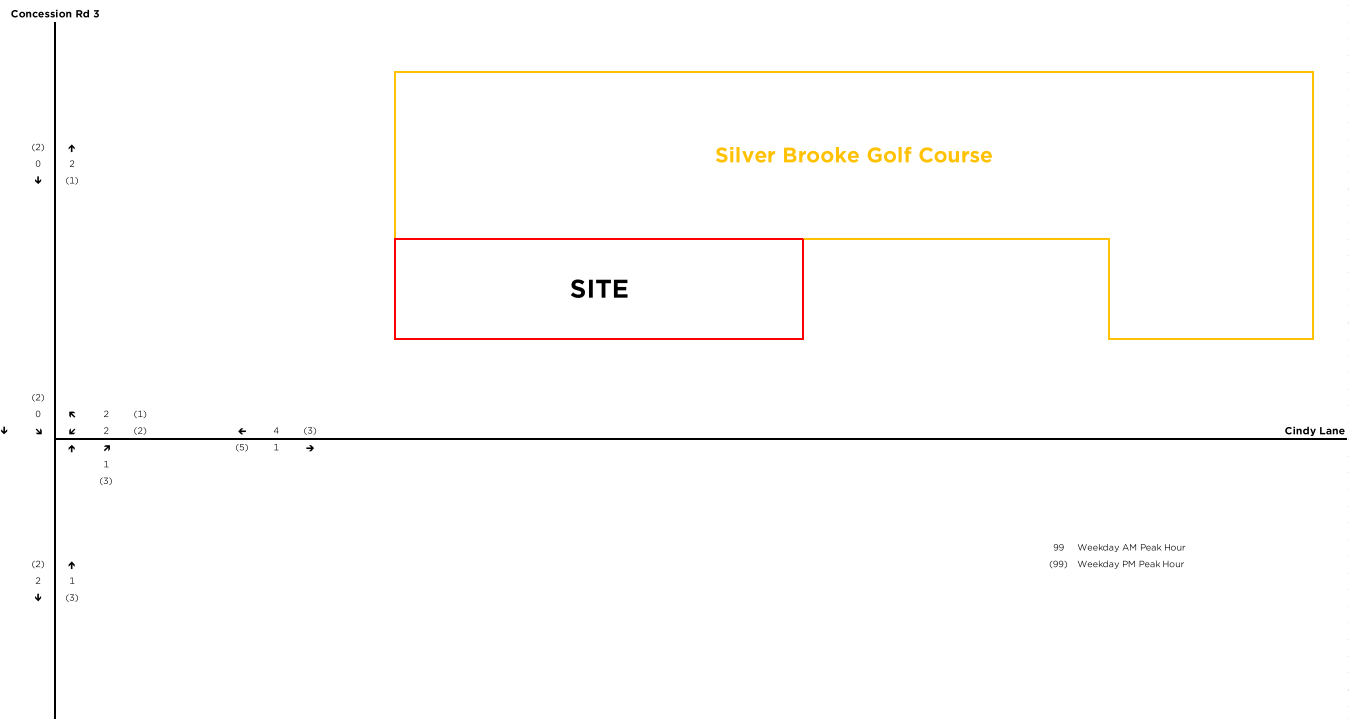 Concession Rd 3
(2) ↑
0 2
↓ (1)
Silver Brooke Golf Course
SITE
(2)
0 ↖ 2 (1)
↓ ↘ ↙ 2 (2) ← 4 (3) Cindy Lane
↑ ↗ (5) 1 →
1
(3)
99 Weekday AM Peak Hour
(2) ↑ (99) Weekday PM Peak Hour
2 1
↓ (3)